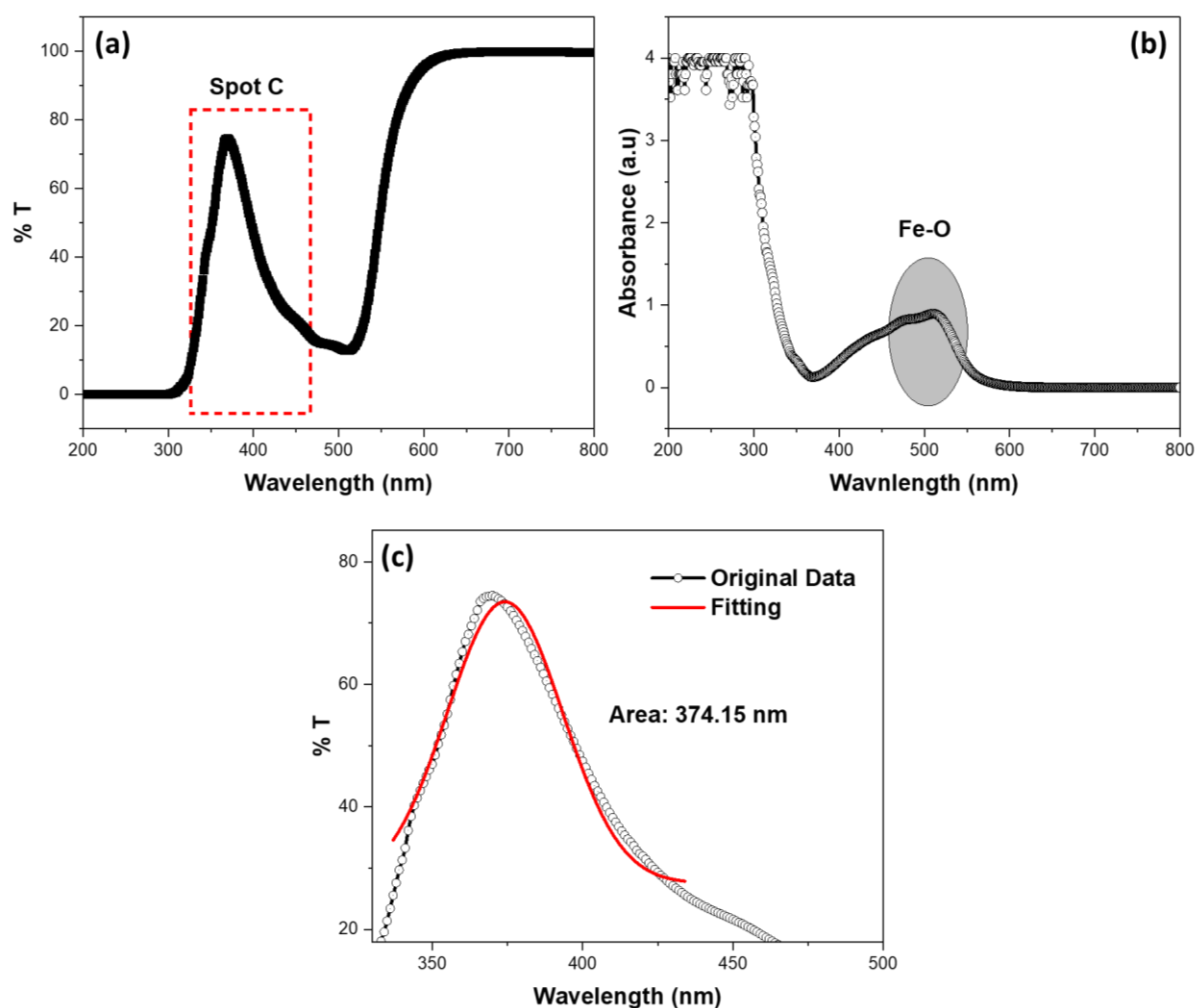 (a)
Spot C
% T
100
80
60
40
20
0
200 300 400 500 600 700 800
Wavelength (nm)
(b)
Fe-O
Absorbance (a.u)
4
3
2
1
0
200 300 400 500 600 700 800
Wavnlength (nm)
(c)
Original Data
Fitting
Area: 374.15 nm
% T
80
60
40
20
350 400 450 500
Wavelength (nm)